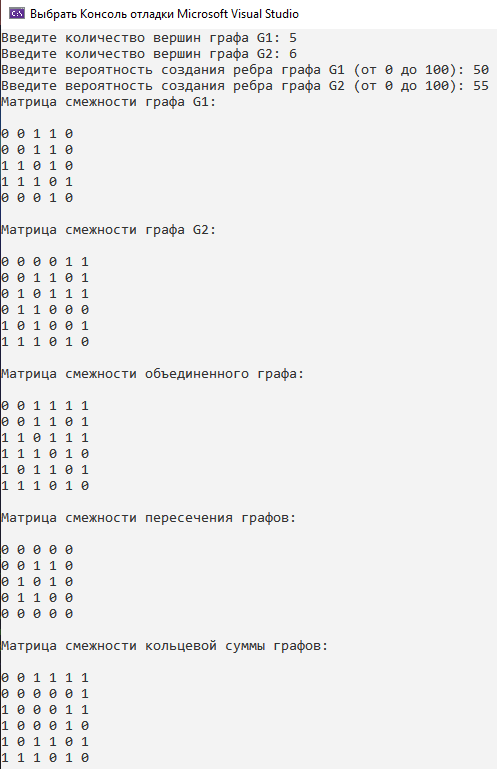 Выбрать Консоль отладки Microsoft Visual Studio
Введите количество вершин графа G1: 5
Введите количество вершин графа G2: 6
Введите вероятность создания ребра графа G1 (от 0 до 100): 50
Введите вероятность создания ребра графа G2 (от 0 до 100): 55
Матрица смежности графа G1:
0 0 1 1 0
0 0 1 1 0
1 1 0 1 0
1 1 1 0 1
0 0 0 1 0
Матрица смежности графа G2:
0 0 0 0 1 1
0 0 1 1 0 1
0 1 0 1 1 1
0 1 1 0 0 0
1 0 1 0 0 1
1 1 1 0 1 0
Матрица смежности объединенного графа:
0 0 1 1 1 1
0 0 1 1 0 1
1 1 0 1 1 1
1 1 1 0 1 0
1 0 1 1 0 1
1 1 1 0 1 0
Матрица смежности пересечения графов:
0 0 0 0 0
0 0 1 1 0
0 1 0 1 0
0 1 1 0 0
0 0 0 0 0
Матрица смежности кольцевой суммы графов:
0 0 1 1 1 1
0 0 0 0 0 1
1 0 0 0 1 1
1 0 0 0 1 0
1 0 1 1 0 1
1 1 1 0 1 0